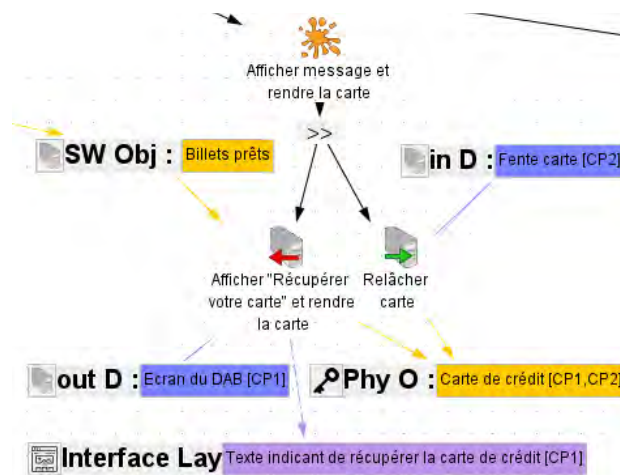 Afficher message et
rendre la carte
>>
SW Obj : Billets prêts
in D : Fente carte [CP2]
Afficher "Récupérer
votre carte" et rendre
la carte
Relâcher
carte
out D : Ecran du DAB [CP1]
Phy O : Carte de crédit [CP1,CP2]
Interface Lay Texte indicant de récupérer la carte de crédit [CP1]